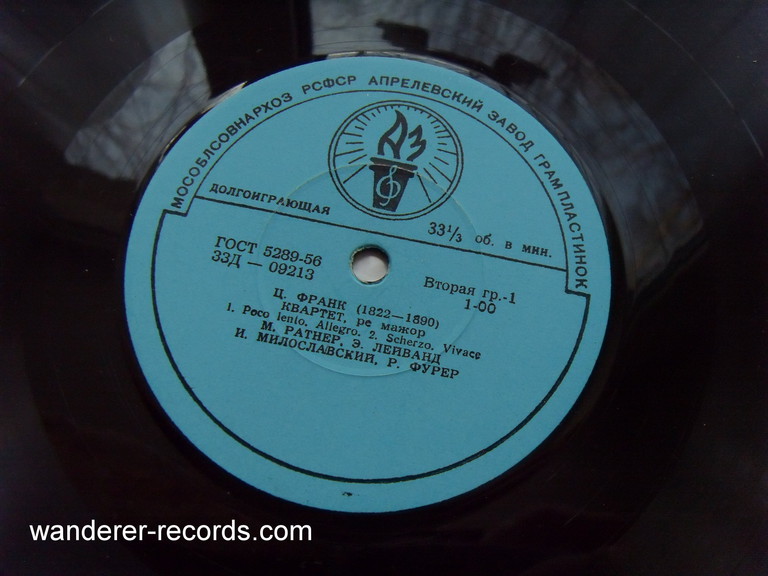 МОСОБЛСОВНАРХОЗ РСФСР АПРЕЛЕВСКИЙ ЗАВОД ГРАМПЛАСТИНОК
АЗ
ДОЛГОИГРАЮЩАЯ
33⅓ об. в мин.
ГОСТ 5289-56
33Д — 09213
Вторая гр.-1
1-00
Ц. ФРАНК (1822—1890)
КВАРТЕТ, ре мажор
1. Poco lento. Allegro. 2. Scherzo. Vivace
М. РАТНЕР, Э. ЛЕЙВАНД
И. МИЛОСЛАВСКИЙ, Р. ФУРЕР
wanderer-records.com